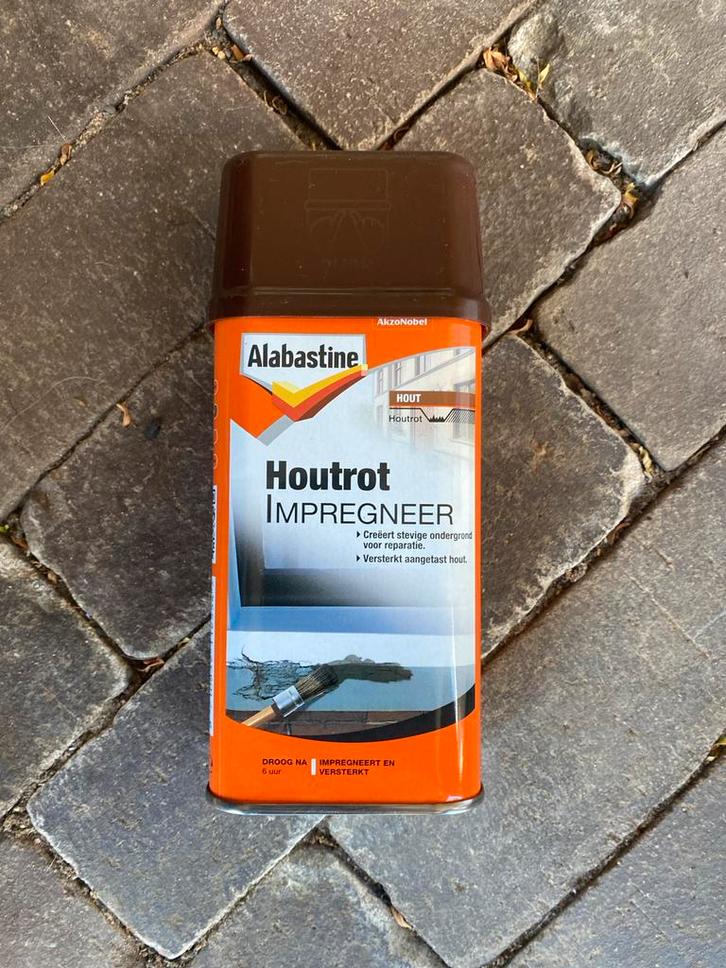 AkzoNobel
Alabastine
HOUT
Houtrot
Houtrot
IMPREGNEER
Creëert stevige ondergrond
voor reparatie.
Versterkt aangetast hout.
DROOG NA
6 uur
IMPREGNEERT EN
VERSTERKT